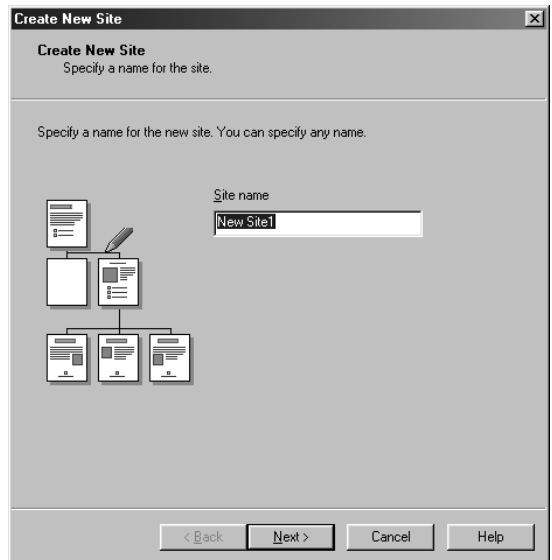 Create New Site
Create New Site
Specify a name for the site.
Specify a name for the new site. You can specify any name.
Site name
New Site1
< Back Next > Cancel Help